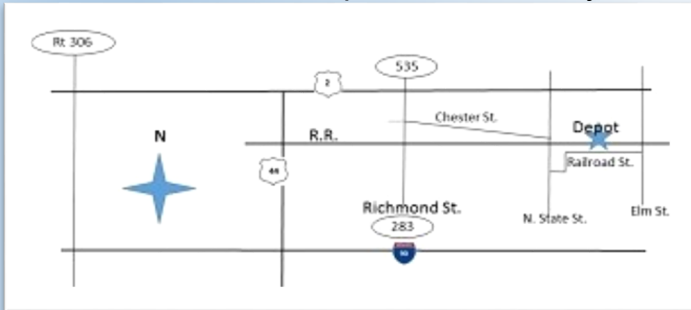 Rt 306
535
2
Chester St.
Depot
N
R.R.
Railroad St.
44
Richmond St.
N. State St.
Elm St.
283
90